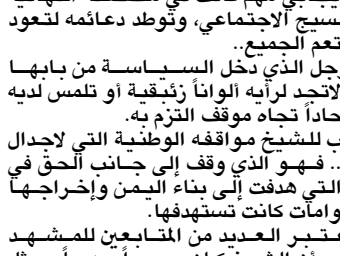 نسيج الاجتماعي، وتوطد دعائمه لتعود
تعم الجميع..
رجل الذي دخل السياسة من بابها
لاتجد لرأيه ألواناً زئبقية أو تلمس لديه
حاداً تجاه موقف التزم به.
ب للشيخ مواقفه الوطنية التي لاجدال
.. فهو الذي وقف إلى جانب الحق في
التي هدفت إلى بناء اليمن وإخراجها
وامات كانت تستهدفها.
عتبر العديد من المتابعين للمشهد